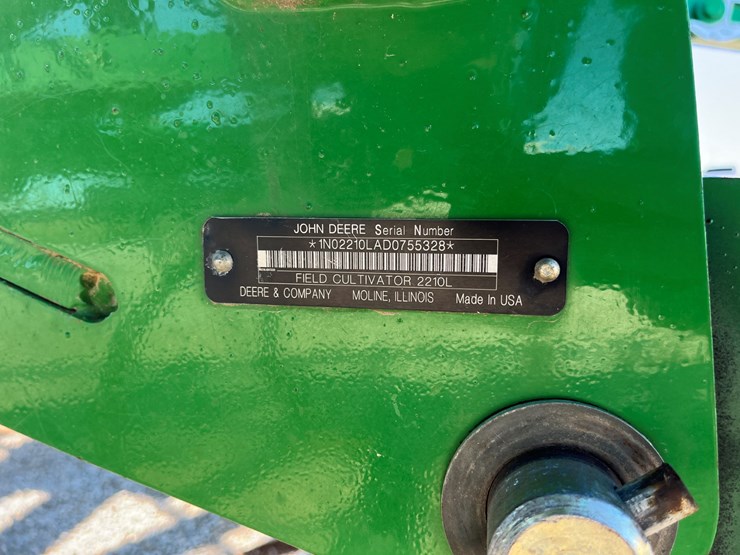 JOHN DEERE Serial Number
*1N02210LAD0755328*
FIELD CULTIVATOR 2210L
DEERE & COMPANY MOLINE, ILLINOIS Made In USA